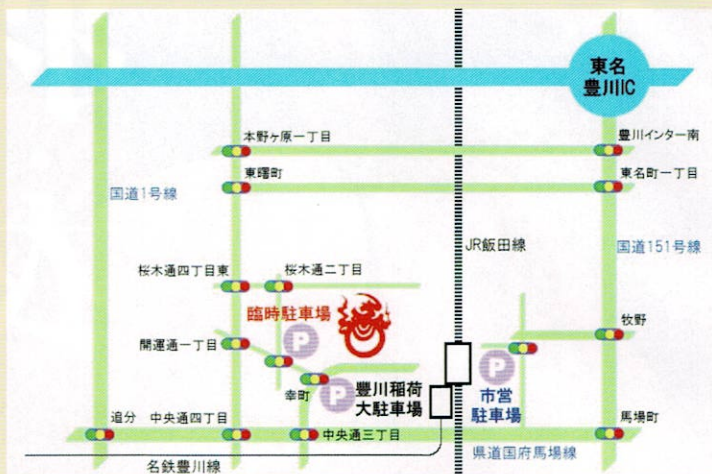 東名
豊川IC
本野ヶ原一丁目
豊川インター南
東曙町
東名町一丁目
国道1号線
JR飯田線
国道151号線
桜木通四丁目東
桜木通二丁目
臨時駐車場
P
開運通一丁目
牧野
P
市営
駐車場
幸町
P
豊川稲荷
大駐車場
追分
中央通四丁目
中央通三丁目
馬場町
県道国府馬場線
名鉄豊川線